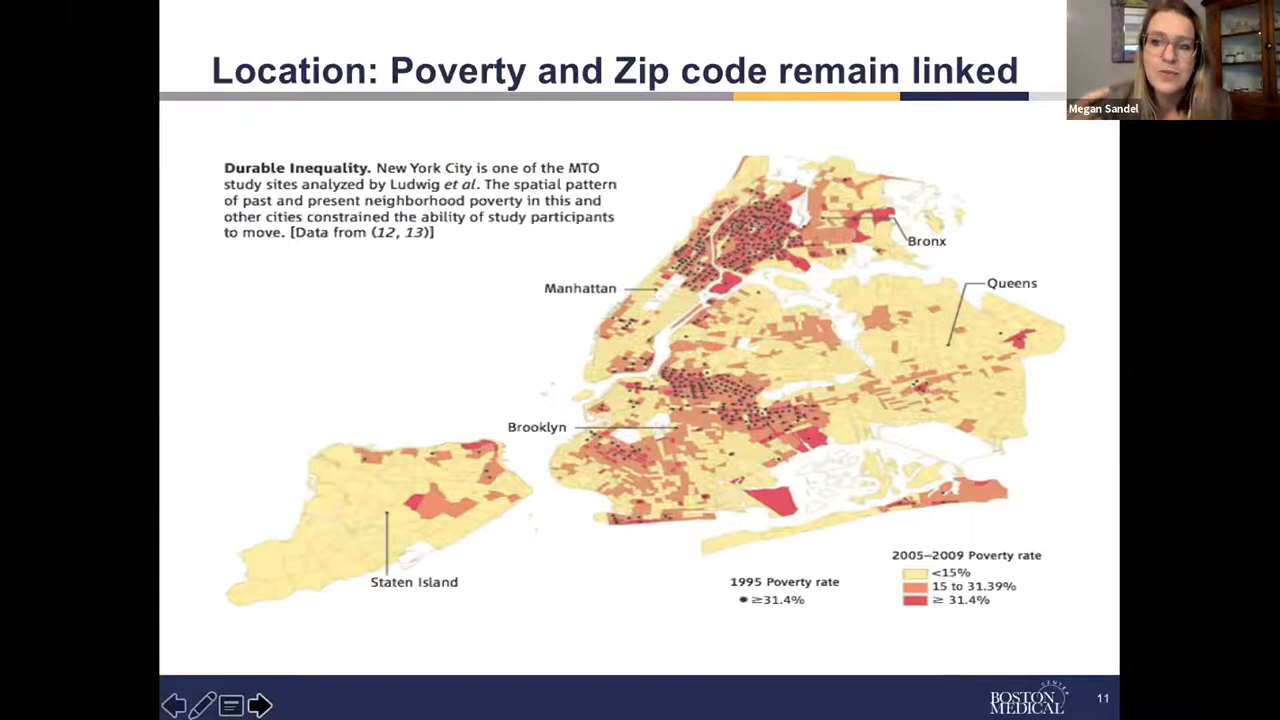 Location: Poverty and Zip code remain linked
Megan Sandel
Durable Inequality. New York City is one of the MTO
study sites analyzed by Ludwig et al. The spatial pattern
of past and present neighborhood poverty in this and
other cities constrained the ability of study participants
to move. [Data from (12, 13)]
Bronx
Queens
Manhattan
Brooklyn
Staten Island
1995 Poverty rate
≥31.4%
2005–2009 Poverty rate
<15%
15 to 31.39%
≥ 31.4%
BOSTON
MEDICAL
CENTER
11